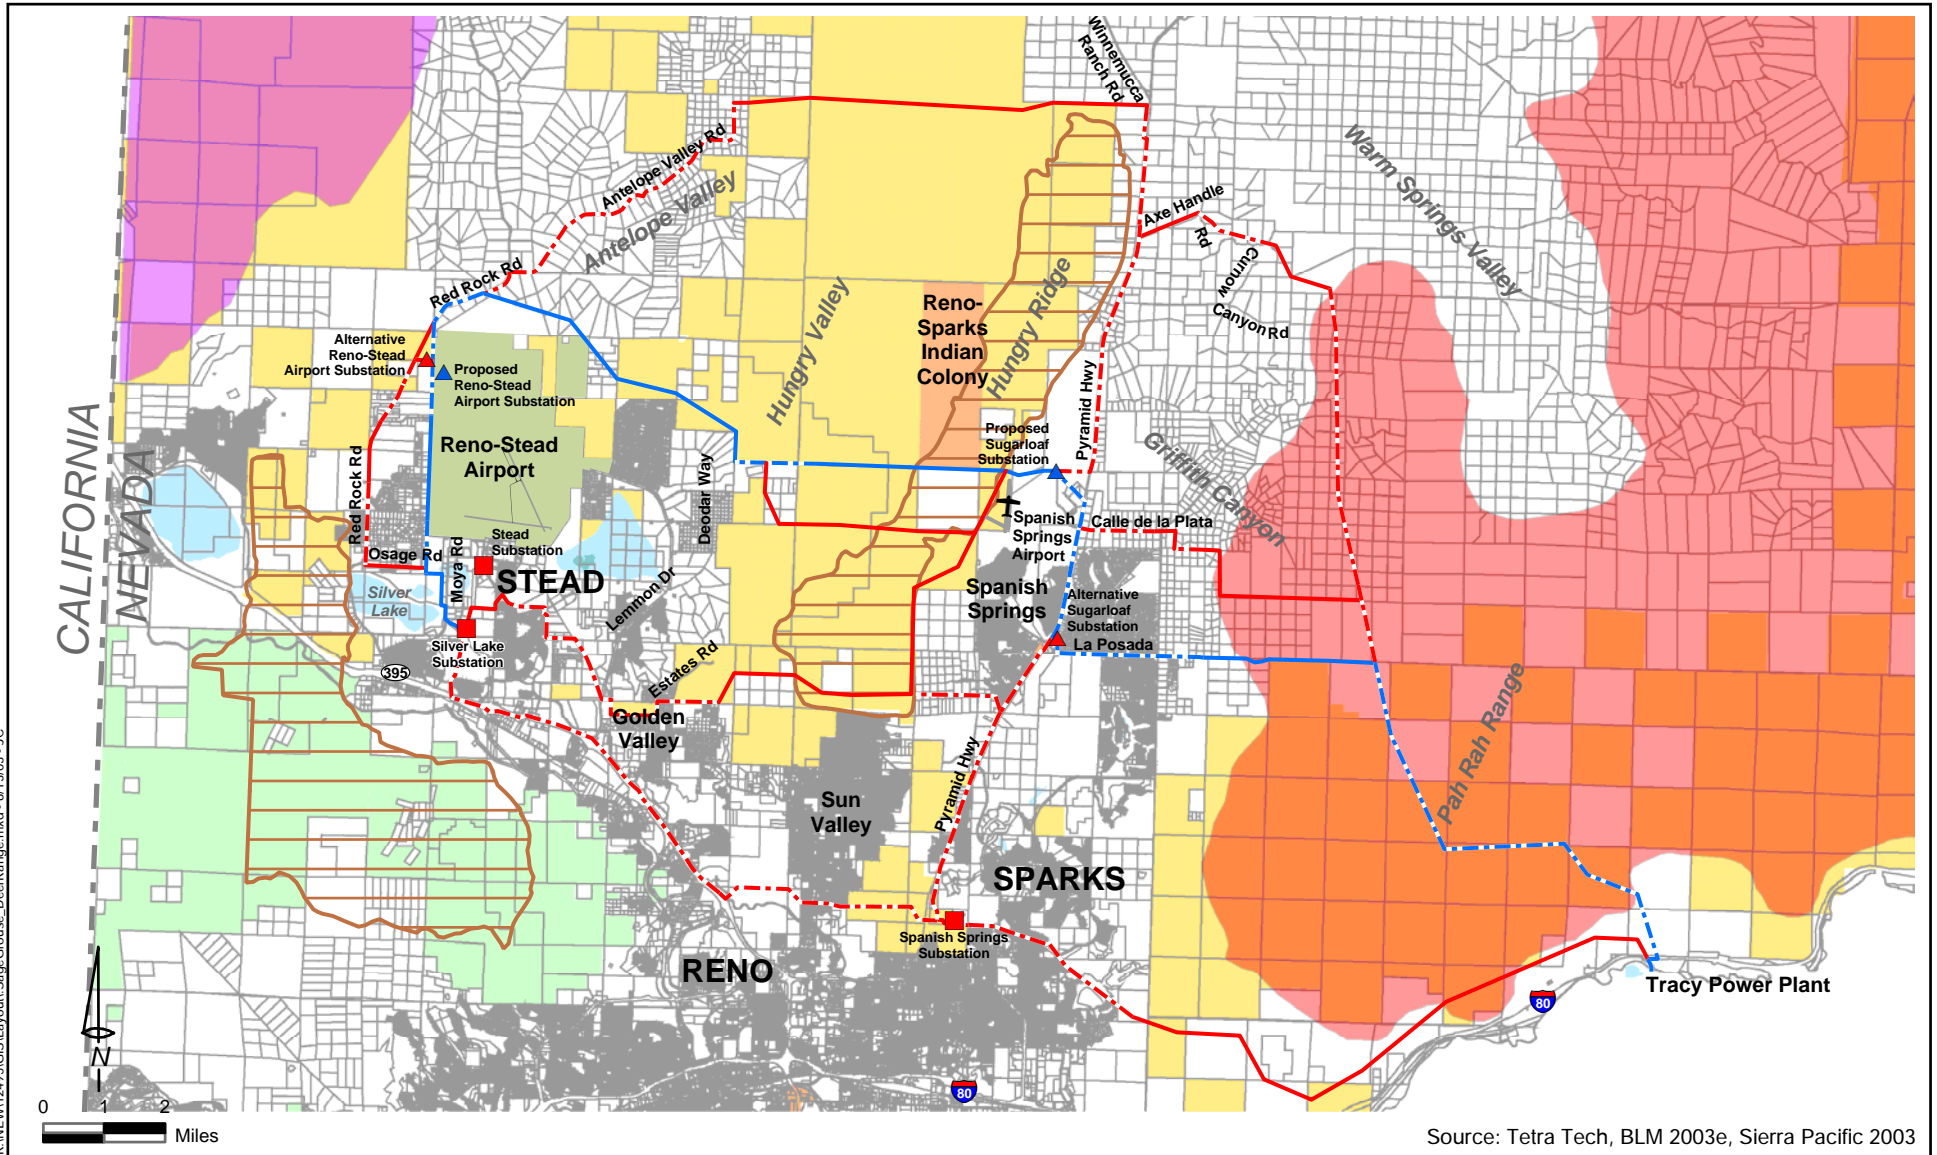 Winnemucca
Ranch Rd
Antelope Valley Rd
Antelope Valley
Warm Springs Valley
Axe Handle
Rd
Curnow
Canyon Rd
Red Rock Rd
Hungry Valley
Hungry Ridge
Reno-
Sparks
Indian
Colony
Alternative
Reno-Stead
Airport Substation
Proposed
Reno-Stead
Airport Substation
Pyramid Hwy
CALIFORNIA
NEVADA
Reno-Stead
Airport
Proposed
Sugarloaf
Substation
Griffith Canyon
Red Rock Rd
Deodar Way
Spanish
Springs
Airport
Calle de la Plata
Stead
Substation
Osage Rd
Moya Rd
STEAD
Silver
Lake
Lemmon Dr
Spanish
Springs
Alternative
Sugarloaf
Substation
La Posada
Silver Lake
Substation
395
Estates Rd
Golden
Valley
Pah Rah Range
Pyramid Hwy
Sun
Valley
SPARKS
Spanish Springs
Substation
RENO
Tracy Power Plant
80
80
N
0 1 2
Miles
Source: Tetra Tech, BLM 2003e, Sierra Pacific 2003